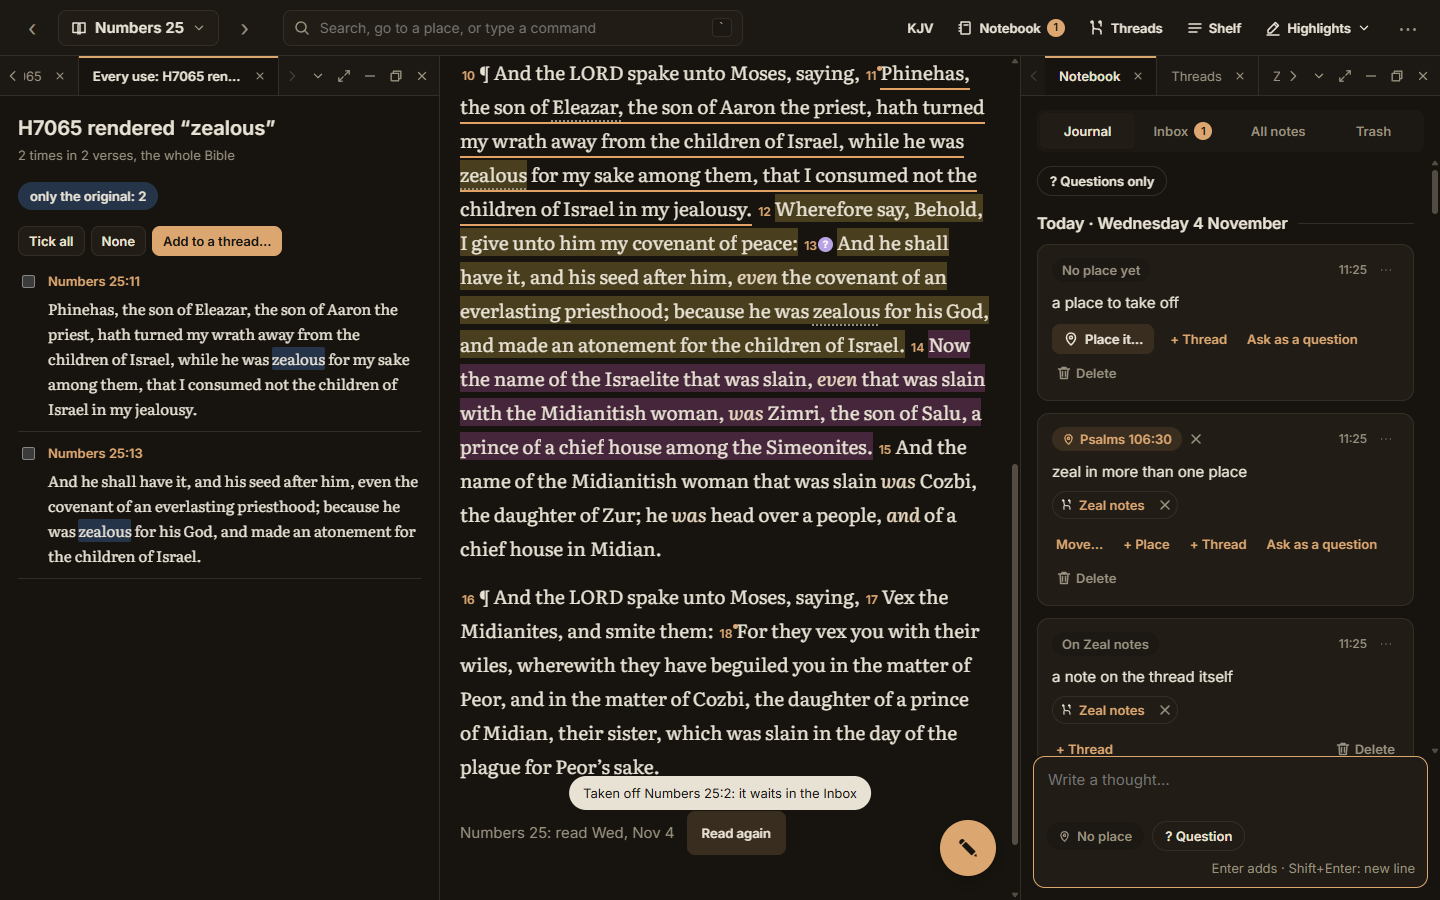 Numbers 25
Search, go to a place, or type a command
`
KJV
Notebook 1
Threads
Shelf
Highlights
I65
Every use: H7065 ren...
H7065 rendered “zealous”
2 times in 2 verses, the whole Bible
only the original: 2
Tick all
None
Add to a thread...
Numbers 25:11
Phinehas, the son of Eleazar, the son of Aaron the
priest, hath turned my wrath away from the
children of Israel, while he was zealous for my sake
among them, that I consumed not the children of
Israel in my jealousy.
Numbers 25:13
And he shall have it, and his seed after him, even the
covenant of an everlasting priesthood; because he
was zealous for his God, and made an atonement for
the children of Israel.
10 ¶ And the LORD spake unto Moses, saying, 11 Phinehas,
the son of Eleazar, the son of Aaron the priest, hath turned
my wrath away from the children of Israel, while he was
zealous for my sake among them, that I consumed not the
children of Israel in my jealousy. 12 Wherefore say, Behold,
I give unto him my covenant of peace: 13 ? And he shall
have it, and his seed after him, even the covenant of an
everlasting priesthood; because he was zealous for his God,
and made an atonement for the children of Israel. 14 Now
the name of the Israelite that was slain, even that was slain
with the Midianitish woman, was Zimri, the son of Salu, a
prince of a chief house among the Simeonites. 15 And the
name of the Midianitish woman that was slain was Cozbi,
the daughter of Zur; he was head over a people, and of a
chief house in Midian.
16 ¶ And the LORD spake unto Moses, saying, 17 Vex the
Midianites, and smite them: 18 For they vex you with their
wiles, wherewith they have beguiled you in the matter of
Peor, and in the matter of Cozbi, the daughter of a prince
of Midian, their sister, which was slain in the day of the
plague for Peor’s sake.
Taken off Numbers 25:2: it waits in the Inbox
Numbers 25: read Wed, Nov 4
Read again
Notebook
Threads
Z
Journal
Inbox 1
All notes
Trash
? Questions only
Today · Wednesday 4 November
No place yet
11:25
a place to take off
Place it...
+ Thread
Ask as a question
Delete
Psalms 106:30
11:25
zeal in more than one place
Zeal notes
Move...
+ Place
+ Thread
Ask as a question
Delete
On Zeal notes
11:25
a note on the thread itself
Zeal notes
+ Thread
Delete
Write a thought...
No place
? Question
Enter adds · Shift+Enter: new line